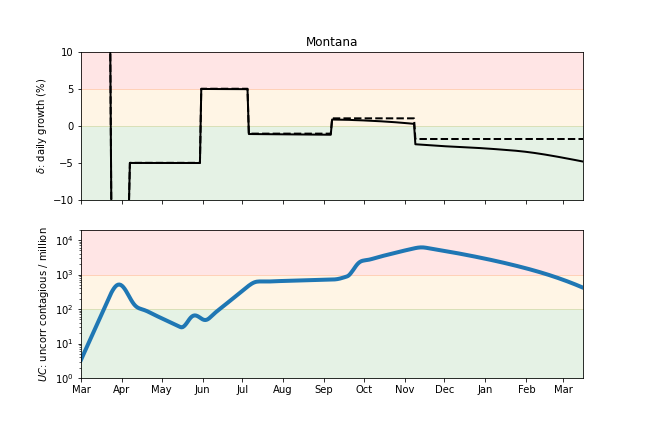 Montana
δ: daily growth (%)
10
5
0
−5
−10
UC: uncorr contagious / million
10⁴
10³
10²
10¹
10⁰
Mar Apr May Jun Jul Aug Sep Oct Nov Dec Jan Feb Mar